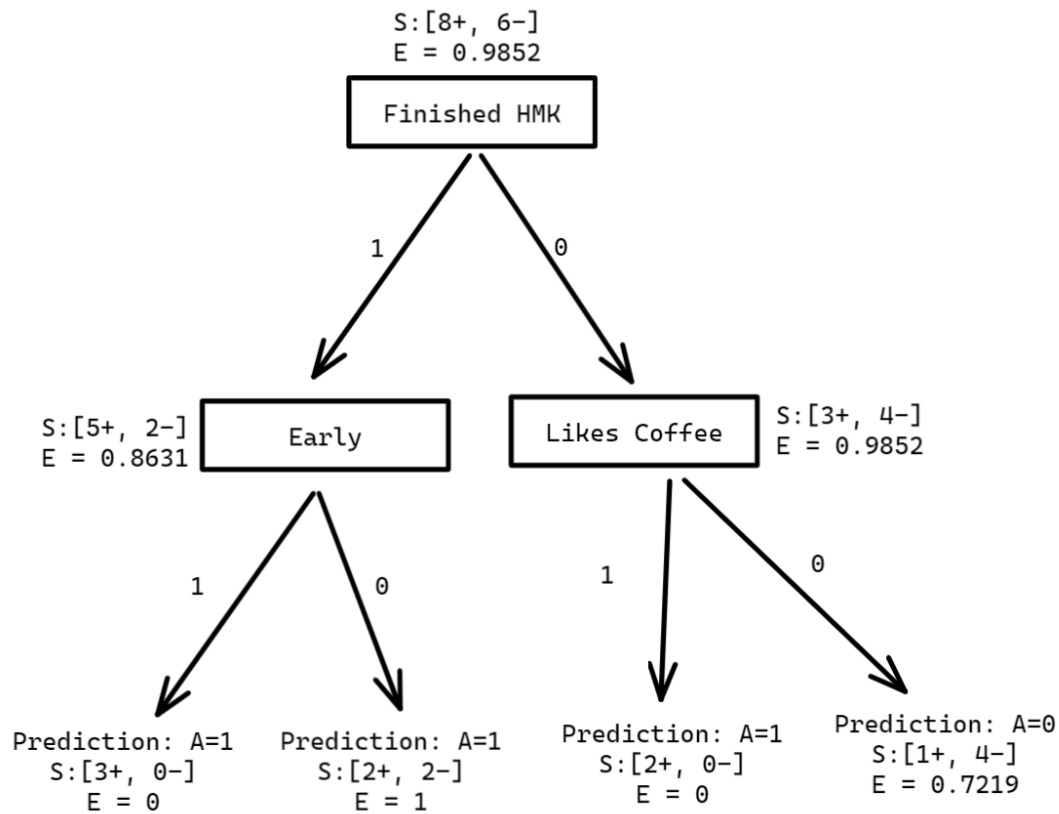 S:[8+, 6−]
E = 0.9852
Finished HMK
1
0
S:[5+, 2−]
E = 0.8631
Early
Likes Coffee
S:[3+, 4−]
E = 0.9852
1
0
1
0
Prediction: A=1
S:[3+, 0−]
E = 0
Prediction: A=1
S:[2+, 2−]
E = 1
Prediction: A=1
S:[2+, 0−]
E = 0
Prediction: A=0
S:[1+, 4−]
E = 0.7219